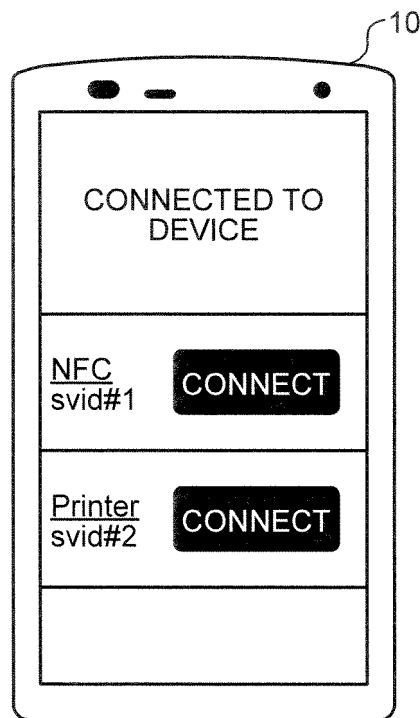 10
CONNECTED TO
DEVICE
NFC
svid#1
CONNECT
Printer
svid#2
CONNECT